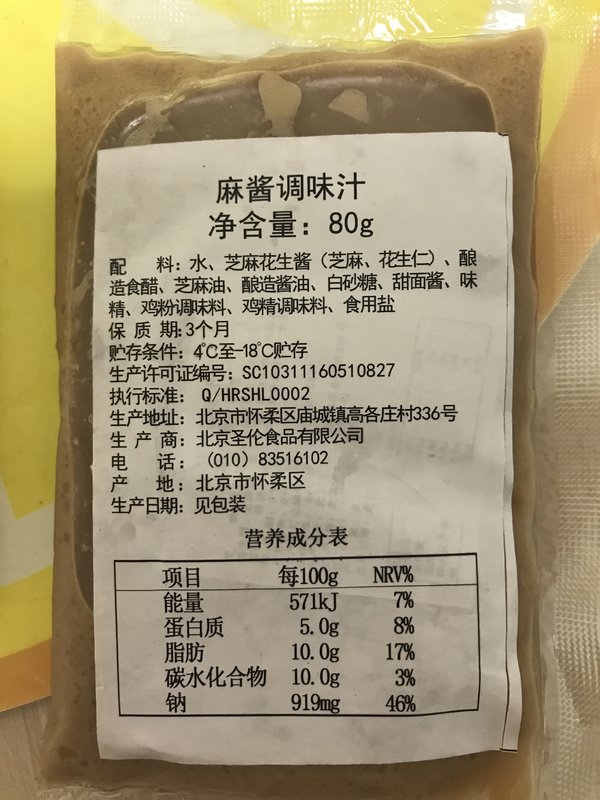 麻酱调味汁
净含量：80g
配 料：水、芝麻花生酱（芝麻、花生仁）、酿
造食醋、芝麻油、酿造酱油、白砂糖、甜面酱、味
精、鸡粉调味料、鸡精调味料、食用盐
保 质 期：3个月
贮存条件：4℃至-18℃贮存
生产许可证编号：SC10311160510827
执行标准： Q/HRSHL0002
生产地址：北京市怀柔区庙城镇高各庄村336号
生 产 商：北京圣伦食品有限公司
电 话：（010）83516102
产 地：北京市怀柔区
生产日期：见包装
营养成分表
项目 每100g NRV%
能量 571kJ 7%
蛋白质 5.0g 8%
脂肪 10.0g 17%
碳水化合物 10.0g 3%
钠 919mg 46%